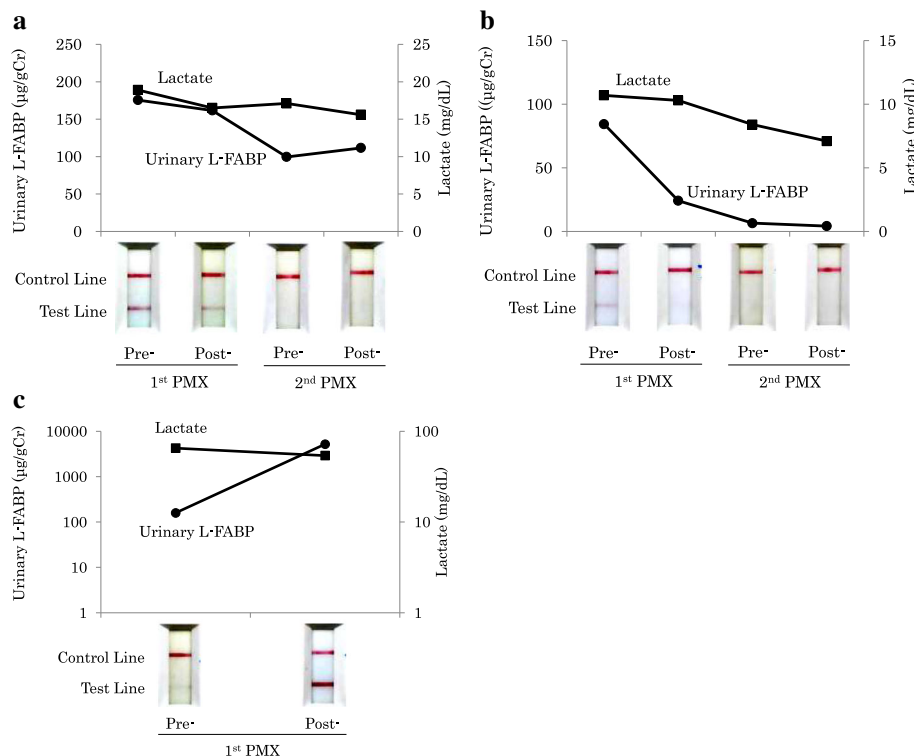 a
Urinary L-FABP (µg/gCr)
250
200
150
100
50
0
Lactate
Urinary L-FABP
25
20
15
10
5
0
Lactate (mg/dL)
Control Line
Test Line
Pre-
Post-
Pre-
Post-
1st PMX
2nd PMX
b
Urinary L-FABP ((µg/gCr)
150
100
50
0
Lactate
Urinary L-FABP
15
10
5
0
Lactate (mg/dL)
Control Line
Test Line
Pre-
Post-
Pre-
Post-
1st PMX
2nd PMX
c
Urinary L-FABP (µg/gCr)
10000
1000
100
10
1
Lactate
Urinary L-FABP
100
10
1
Lactate (mg/dL)
Control Line
Test Line
Pre-
Post-
1st PMX